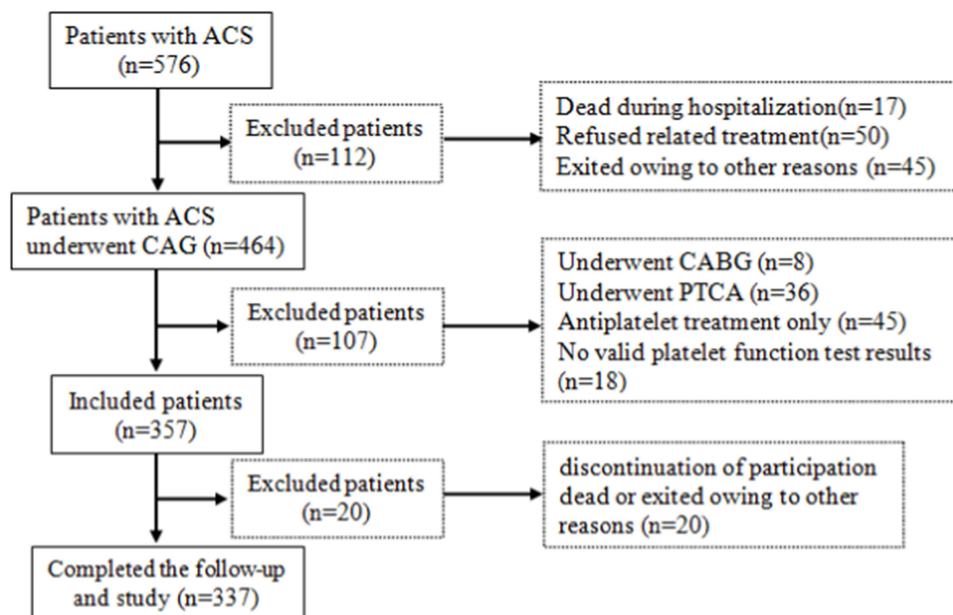 Patients with ACS
(n=576)
Excluded patients
(n=112)
Dead during hospitalization(n=17)
Refused related treatment(n=50)
Exited owing to other reasons (n=45)
Patients with ACS
underwent CAG (n=464)
Excluded patients
(n=107)
Underwent CABG (n=8)
Underwent PTCA (n=36)
Antiplatelet treatment only (n=45)
No valid platelet function test results
(n=18)
Included patients
(n=357)
Excluded patients
(n=20)
discontinuation of participation
dead or exited owing to other
reasons (n=20)
Completed the follow-up
and study (n=337)